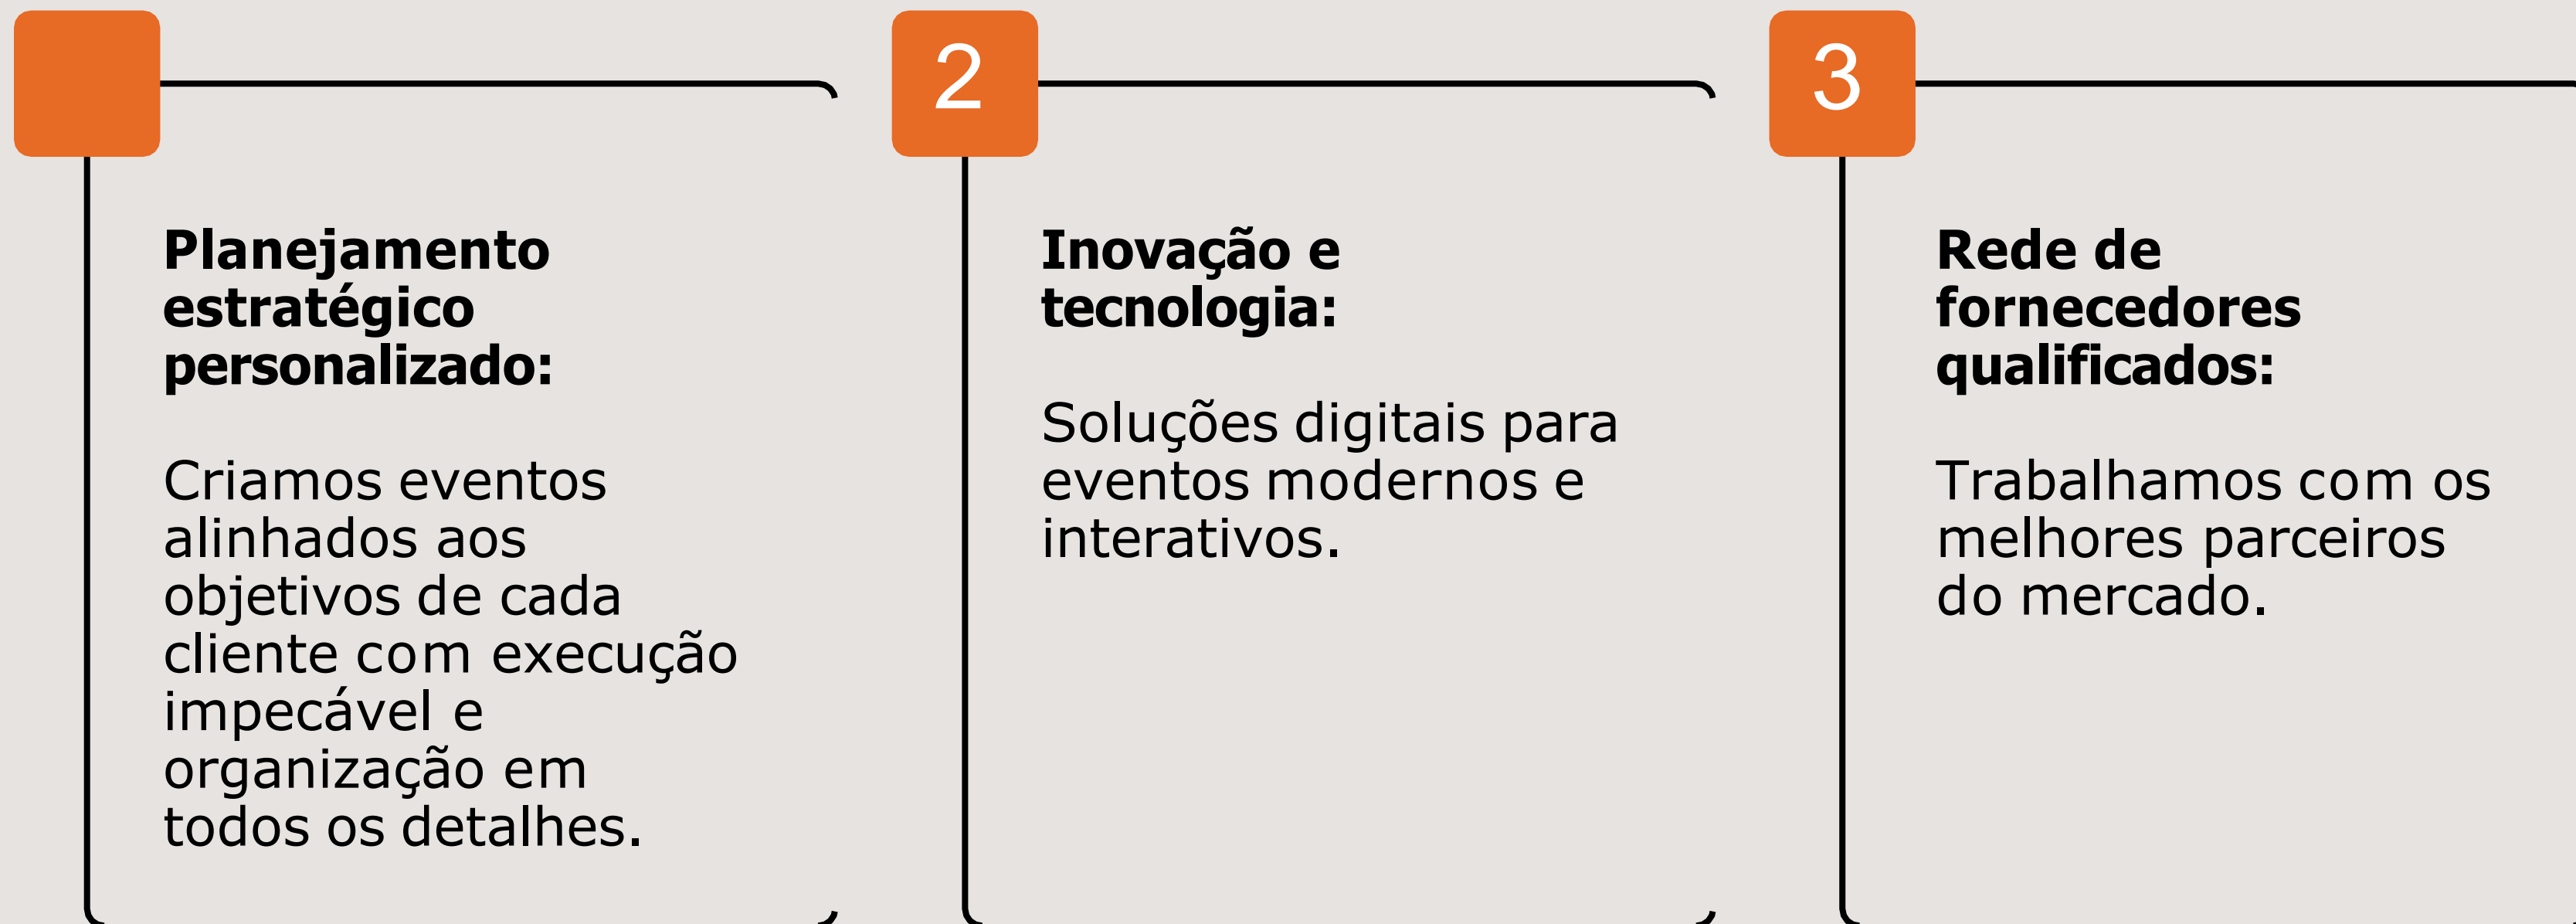 Planejamento
estratégico
personalizado:
Criamos eventos
alinhados aos
objetivos de cada
cliente com execução
impecável e
organização em
todos os detalhes.
2
Inovação e
tecnologia:
Soluções digitais para
eventos modernos e
interativos.
3
Rede de
fornecedores
qualificados:
Trabalhamos com os
melhores parceiros
do mercado.